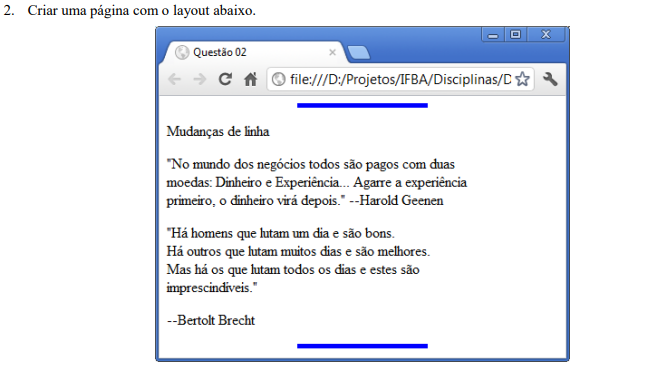 2. Criar uma página com o layout abaixo.
Questão 02
file:///D:/Projetos/IFBA/Disciplinas/D
Mudanças de linha
"No mundo dos negócios todos são pagos com duas
moedas: Dinheiro e Experiência... Agarre a experiência
primeiro, o dinheiro virá depois." --Harold Geenen
"Há homens que lutam um dia e são bons.
Há outros que lutam muitos dias e são melhores.
Mas há os que lutam todos os dias e estes são
imprescindíveis."
--Bertolt Brecht